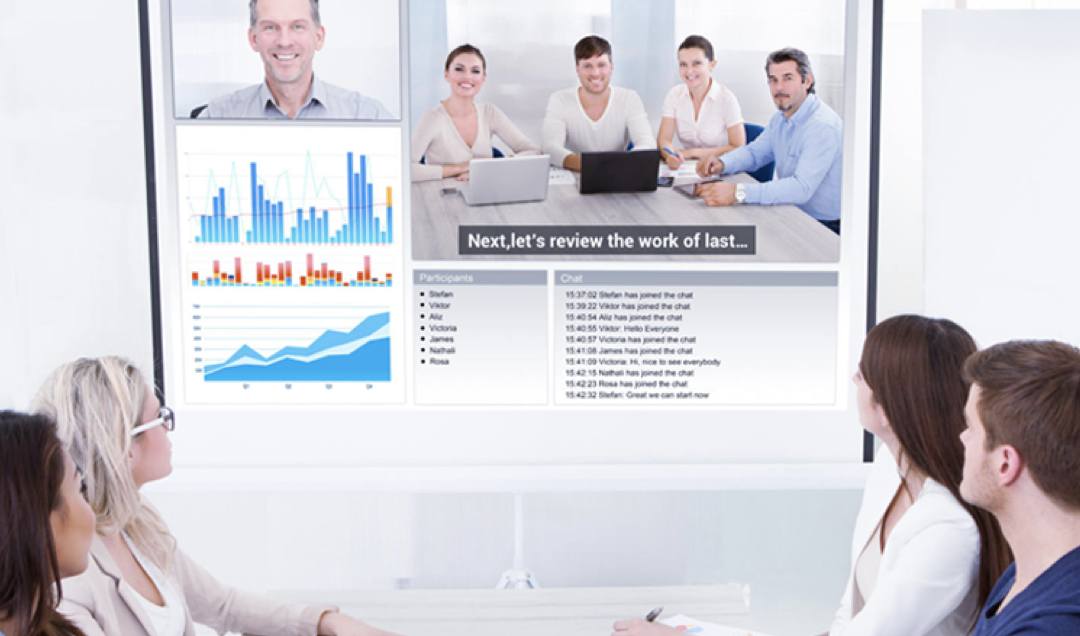 Next,let's review the work of last...
Participants
Stefan
Viktor
Aliz
Victoria
James
Nathali
Rosa
Chat
15:37:02 Stefan has joined the chat
15:39:22 Viktor has joined the chat
15:40:54 Aliz has joined the chat
15:40:55 Viktor: Hello Everyone
15:40:57 Victoria has joined the chat
15:41:08 James has joined the chat
15:41:09 Victoria: Hi, nice to see everybody
15:42:15 Nathali has joined the chat
15:42:23 Rosa has joined the chat
15:42:32 Stefan: Great we can start now